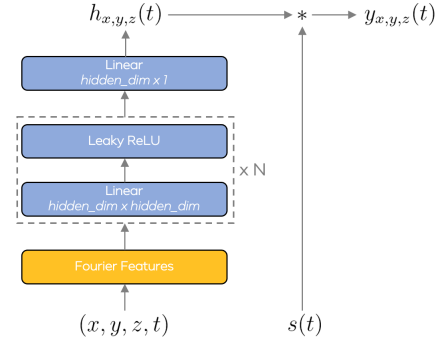 h_{x,y,z}(t) * y_{x,y,z}(t)
Linear
hidden_dim x 1
Leaky ReLU
x N
Linear
hidden_dim x hidden_dim
Fourier Features
(x, y, z, t) s(t)